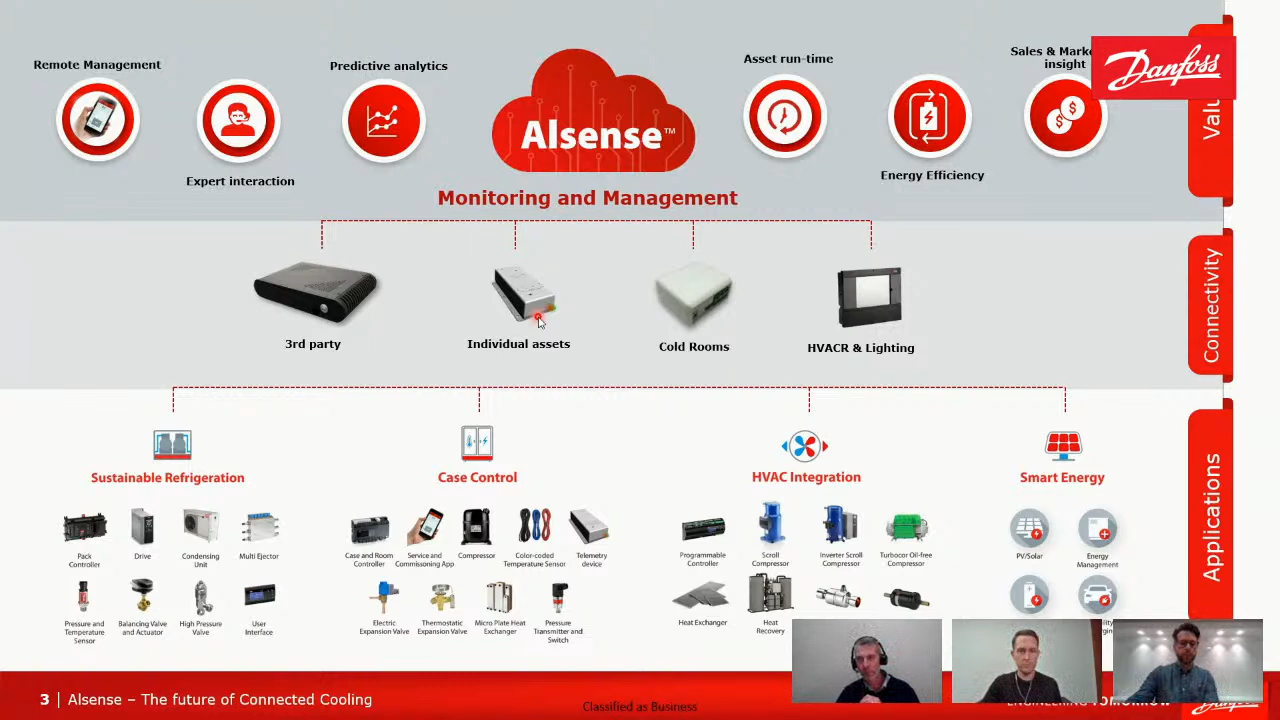 Remote Management
Expert interaction
Predictive analytics
Alsense™
Monitoring and Management
Asset run-time
Energy Efficiency
Sales &
insight
Danfoss
3rd party
Individual assets
Cold Rooms
HVACR & Lighting
Connectivity
Sustainable Refrigeration
Case Control
HVAC Integration
Smart Energy
Applications
Pack
Controller
Drive
Condensing
Unit
Multi Ejector
Case and Room
Controller
Service and
Commissioning App
Compressor
Color-coded
Temperature Sensor
Telemetry
device
Programmable
Controller
Scroll
Compressor
Inverter Scroll
Compressor
Turbocor Oil-free
Compressor
PV/Solar
Energy
Management
Pressure and
Temperature
Sensor
Balancing Valve
and Actuator
High Pressure
Valve
User
Interface
Electric
Expansion Valve
Thermostatic
Expansion Valve
Micro Plate Heat
Exchanger
Pressure
Transmitter and
Switch
Heat Exchanger
Heat
Recovery
3 | Alsense – The future of Connected Cooling
Classified as Business